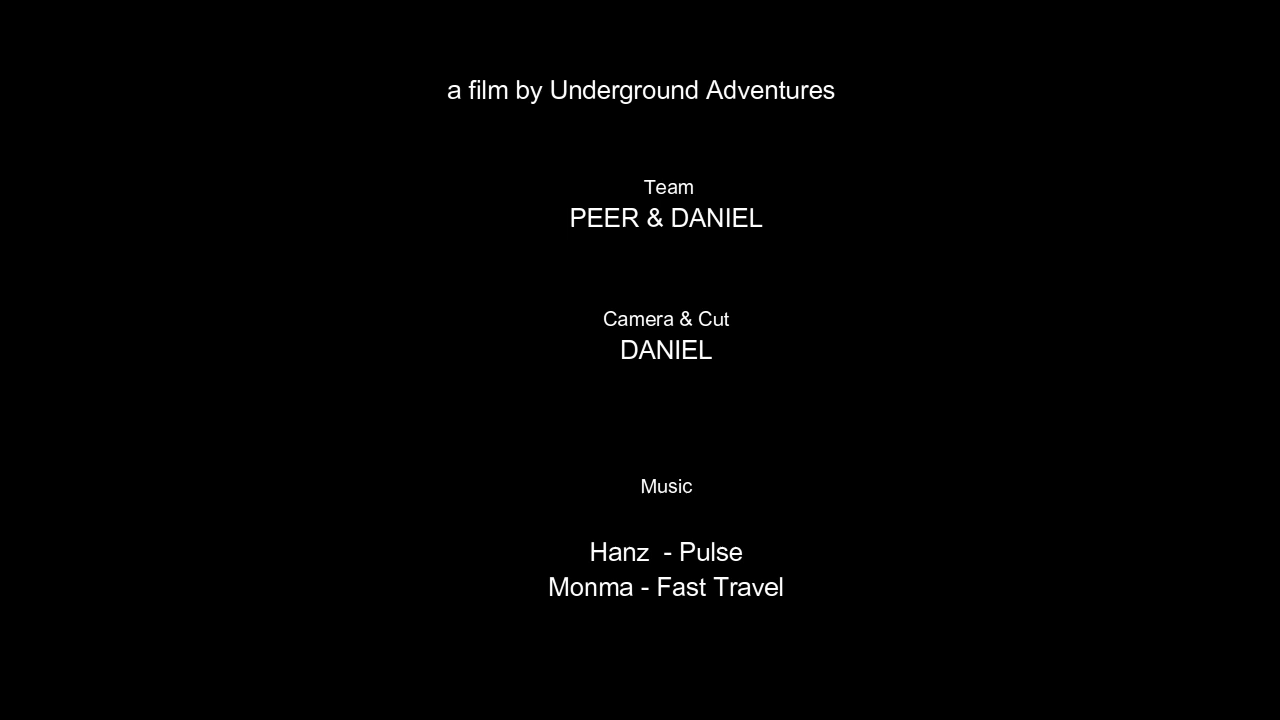 a film by Underground Adventures
Team
PEER & DANIEL
Camera & Cut
DANIEL
Music
Hanz  - Pulse
Monma - Fast Travel